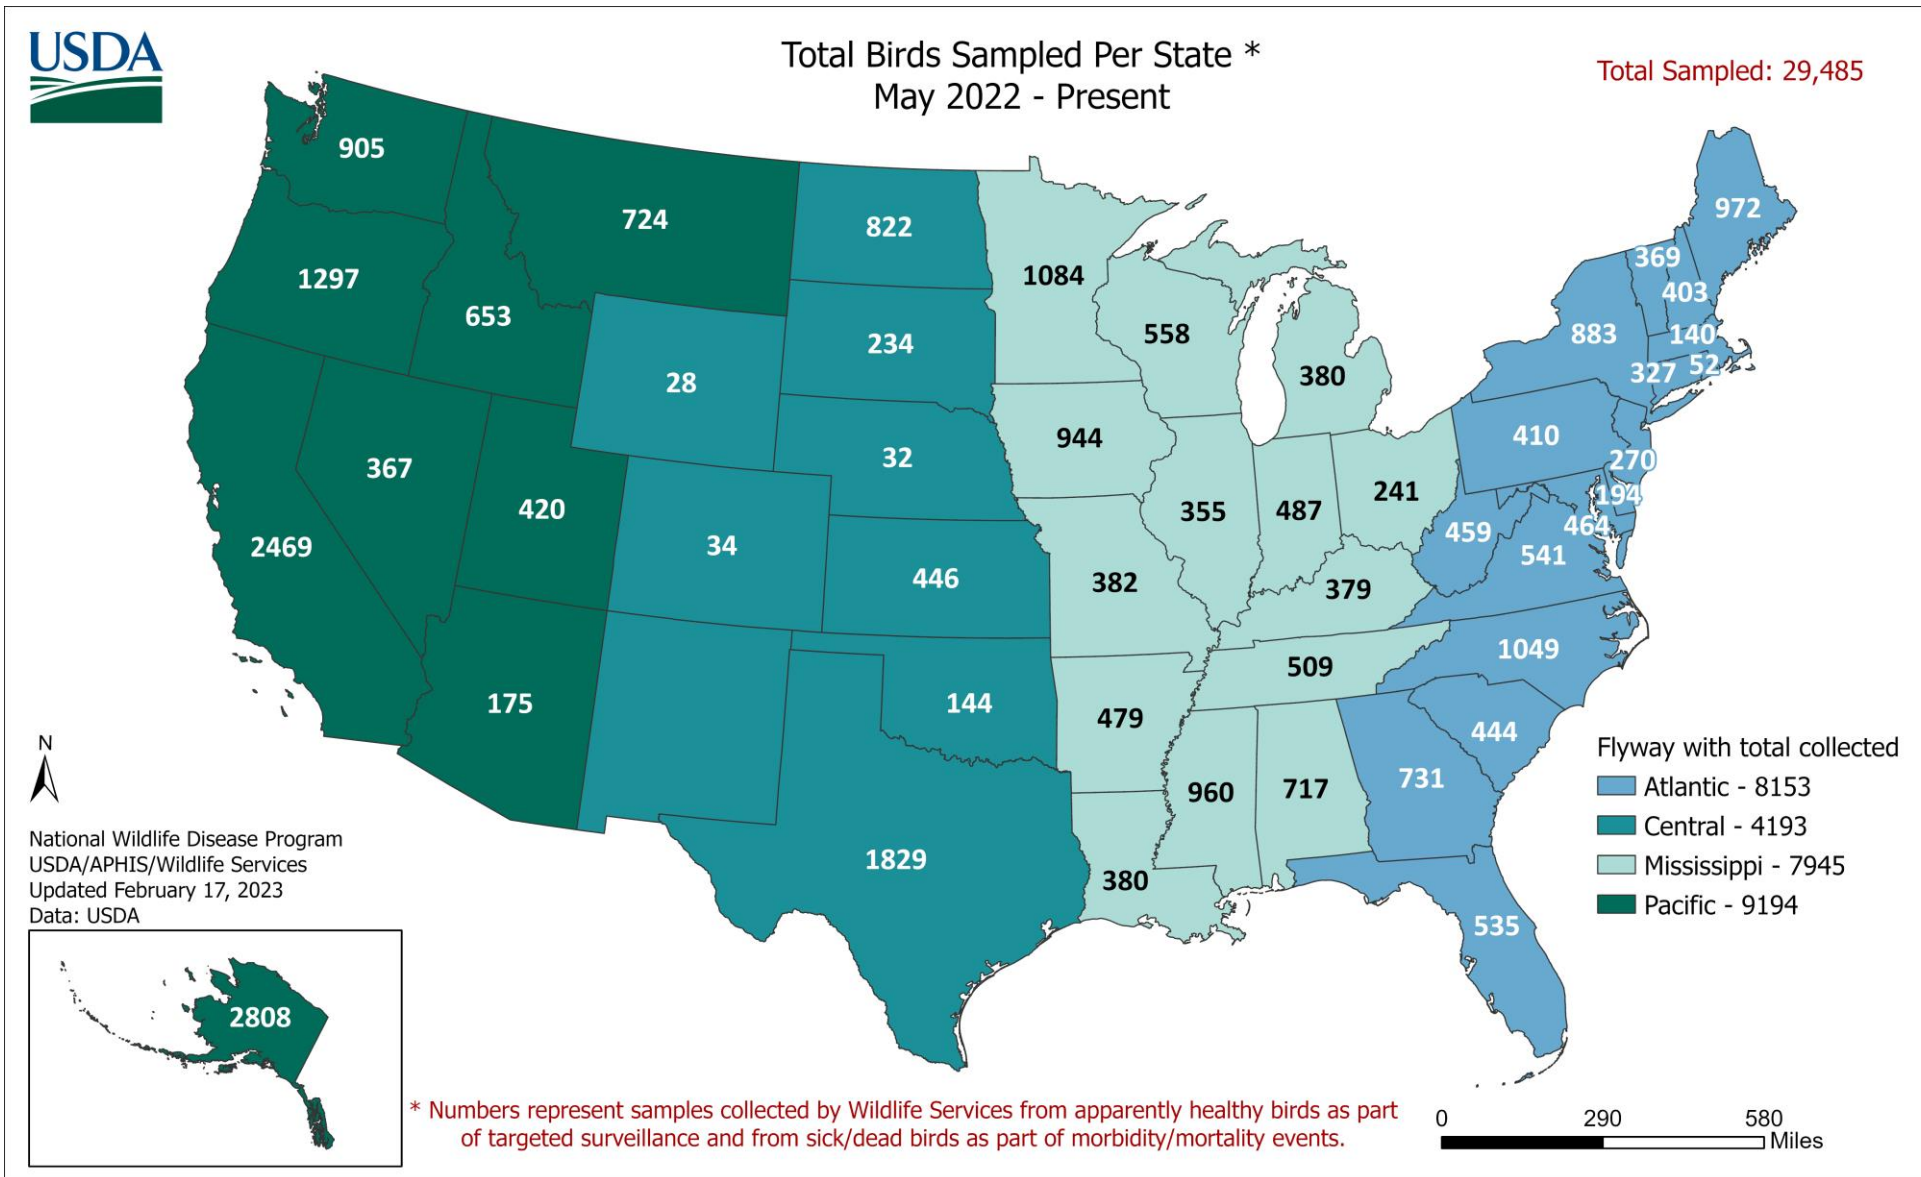 USDA
Total Birds Sampled Per State *
May 2022 - Present
Total Sampled: 29,485
905
724
822
1084
972
1297
653
369
403
558
883
140
234
28
380
327
52
32
944
410
367
270
420
355
487
241
194
2469
34
446
382
459
464
541
379
175
144
509
1049
479
444
960
717
731
1829
380
535
N
National Wildlife Disease Program
USDA/APHIS/Wildlife Services
Updated February 17, 2023
Data: USDA
2808
Flyway with total collected
Atlantic - 8153
Central - 4193
Mississippi - 7945
Pacific - 9194
* Numbers represent samples collected by Wildlife Services from apparently healthy birds as part
of targeted surveillance and from sick/dead birds as part of morbidity/mortality events.
0 290 580
Miles